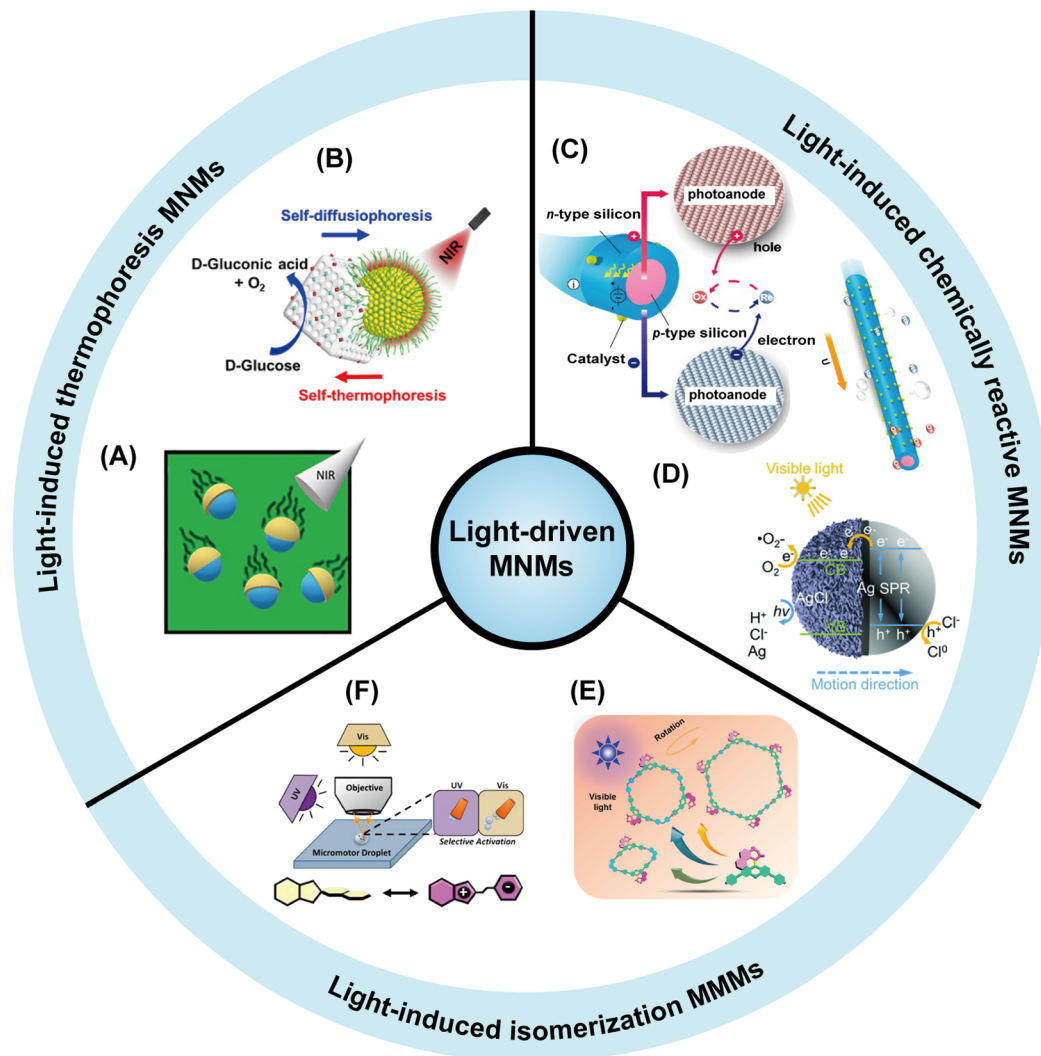 Light-induced thermophoresis MNMs
Light-induced chemically reactive MNMs
Light-induced isomerization MMMs
Light-driven
MNMs
(A)
NIR
(B)
Self-diffusiophoresis
NIR
D-Gluconic acid
+ O₂
D-Glucose
Self-thermophoresis
(C)
n-type silicon
photoanode
+
+
hole
i
Ox
Re
p-type silicon
Catalyst
electron
−
−
photoanode
U
(D)
Visible light
•O₂-
e-
O₂
e- e-
e- e-
e- e-
CB
AgCl
Ag SPR
hv
H⁺
Cl-
Ag
VB
h⁺ h⁺
h⁺
Cl-
Cl⁰
Motion direction
(E)
Rotation
Visible
light
(F)
Vis
UV
Objective
UV Vis
Micromotor Droplet
Selective Activation
+
−